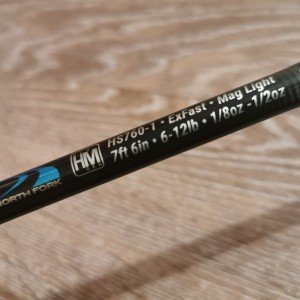 NORTH FORK
HM
HS760-1 • ExFast • Mag Light
7ft 6in • 6-12lb • 1/8oz -1/2oz